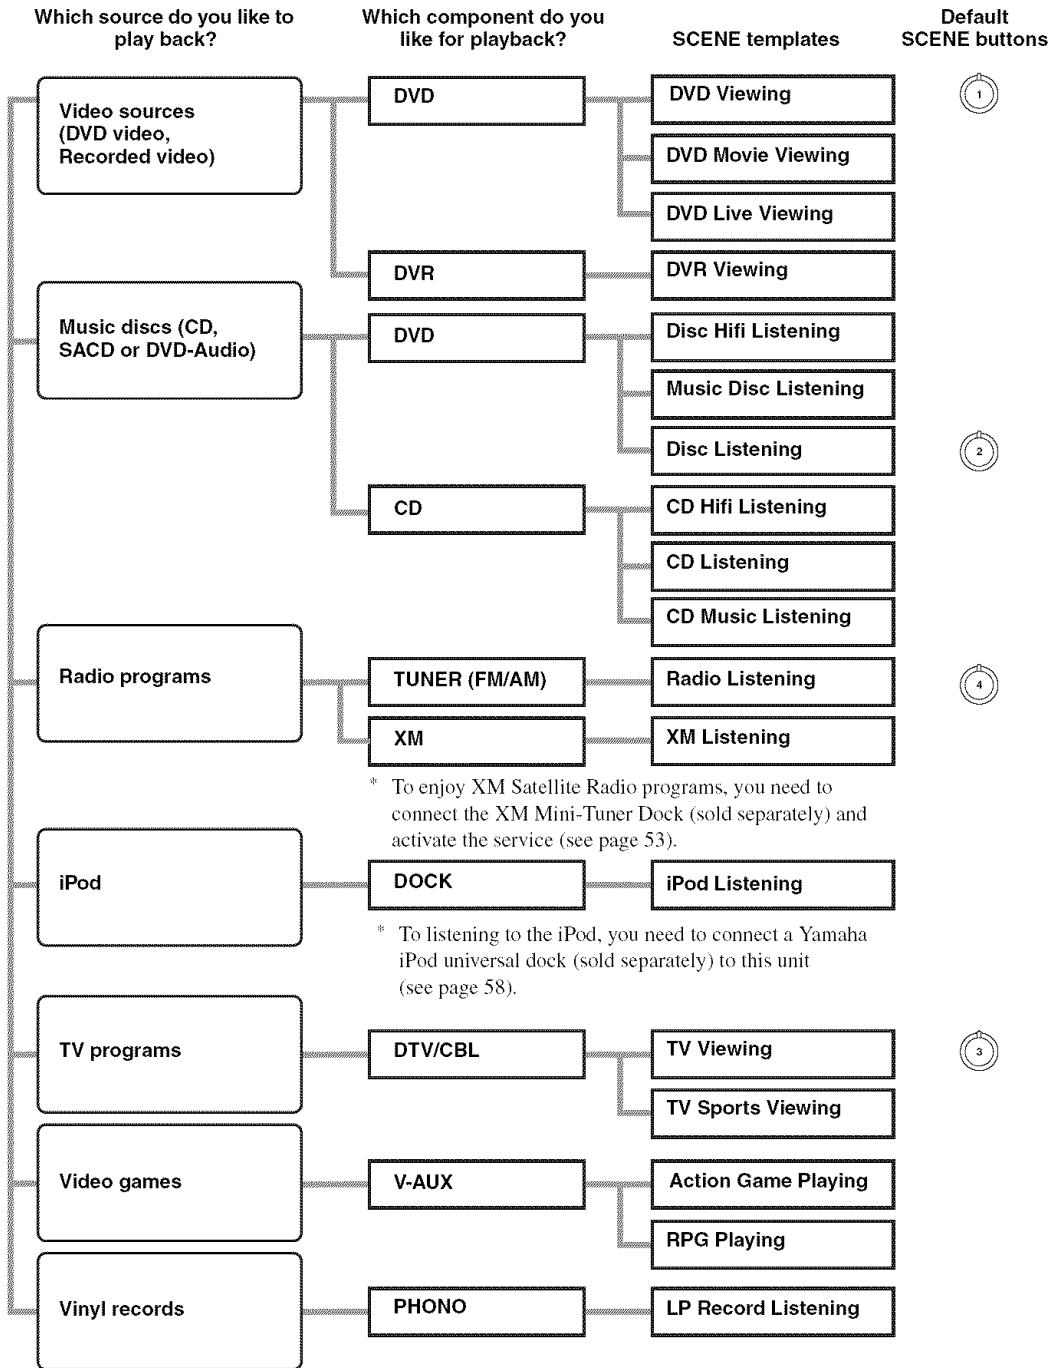 Which source do you like to play back?
Which component do you like for playback?
SCENE templates
Default SCENE buttons
Video sources
(DVD video,
Recorded video)
DVD
DVD Viewing
1
DVD Movie Viewing
DVD Live Viewing
DVR
DVR Viewing
Music discs (CD,
SACD or DVD-Audio)
DVD
Disc Hifi Listening
Music Disc Listening
Disc Listening
2
CD
CD Hifi Listening
CD Listening
CD Music Listening
Radio programs
TUNER (FM/AM)
Radio Listening
4
XM
XM Listening
* To enjoy XM Satellite Radio programs, you need to
connect the XM Mini-Tuner Dock (sold separately) and
activate the service (see page 53).
iPod
DOCK
iPod Listening
* To listening to the iPod, you need to connect a Yamaha
iPod universal dock (sold separately) to this unit
(see page 58).
TV programs
DTV/CBL
TV Viewing
3
TV Sports Viewing
Video games
V-AUX
Action Game Playing
RPG Playing
Vinyl records
PHONO
LP Record Listening